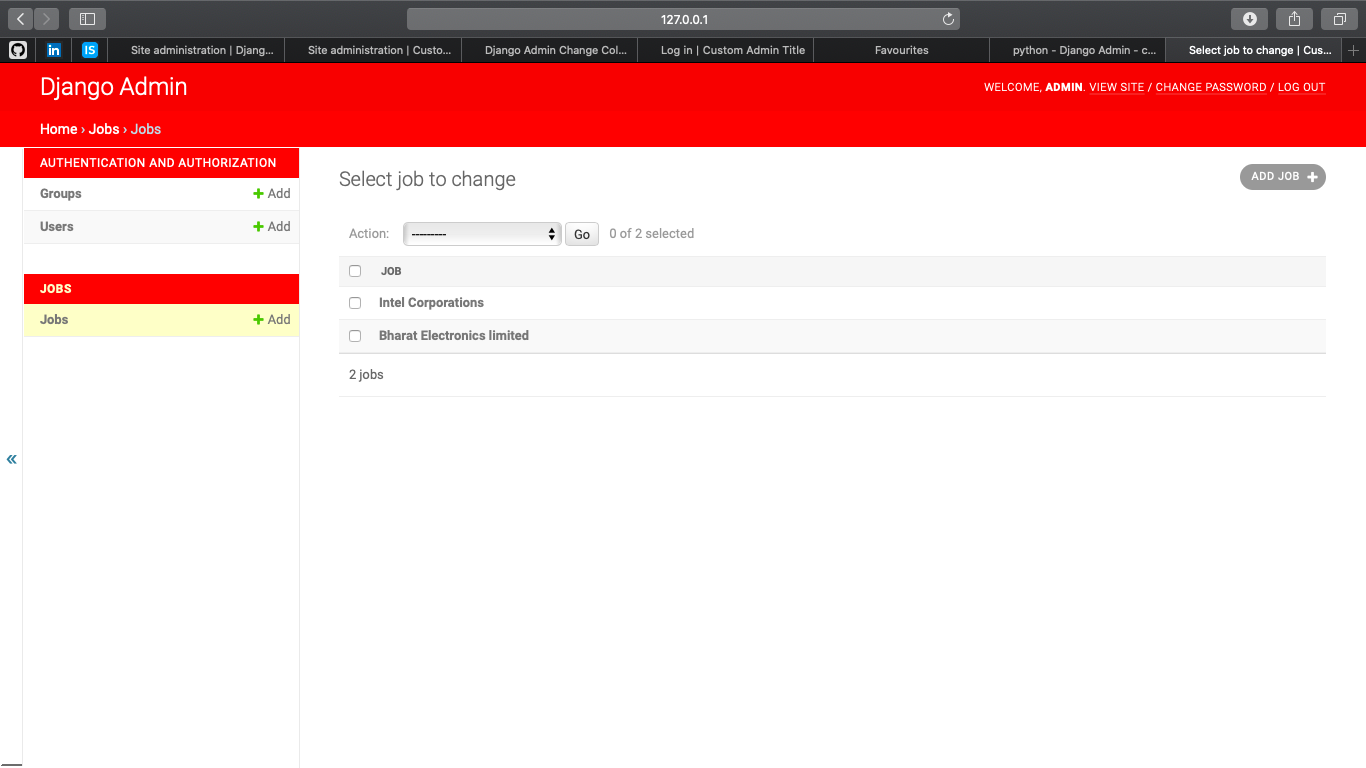 127.0.0.1
in
IS
Site administration | Djang...
Site administration | Custo...
Django Admin Change Col...
Log in | Custom Admin Title
Favourites
python - Django Admin - c...
Select job to change | Cus...
Django Admin
WELCOME, ADMIN. VIEW SITE / CHANGE PASSWORD / LOG OUT
Home › Jobs › Jobs
AUTHENTICATION AND AUTHORIZATION
Groups
Add
Users
Add
JOBS
Jobs
Add
«
Select job to change
ADD JOB +
Action:
---------
Go
0 of 2 selected
JOB
Intel Corporations
Bharat Electronics limited
2 jobs